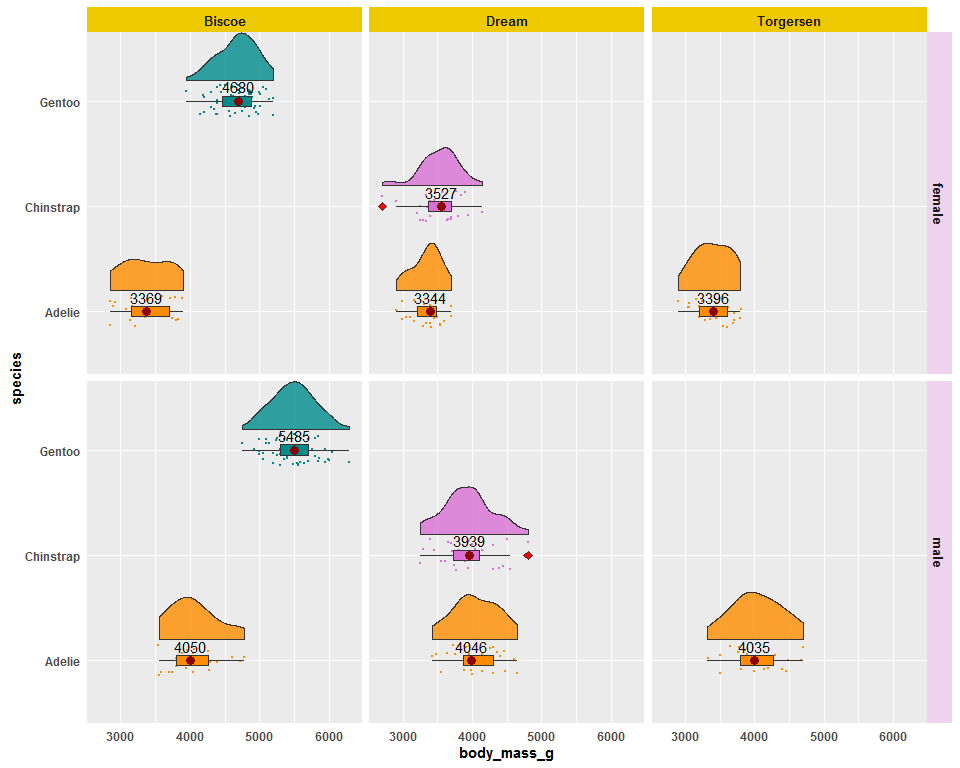 Biscoe Dream Torgersen
Gentoo 4680
Chinstrap 3527
Adelie 3369 3344 3396
female
species
Gentoo 5485
Chinstrap 3939
Adelie 4050 4046 4035
male
3000 4000 5000 6000 3000 4000 5000 6000 3000 4000 5000 6000
body_mass_g